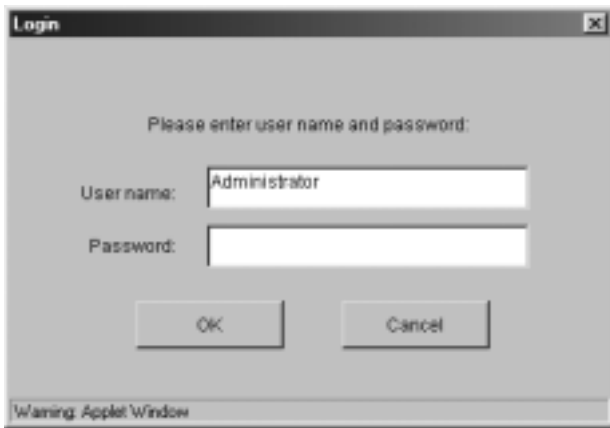 Login
Please enter user name and password:
User name: Administrator
Password:
OK Cancel
Warning: Applet Window